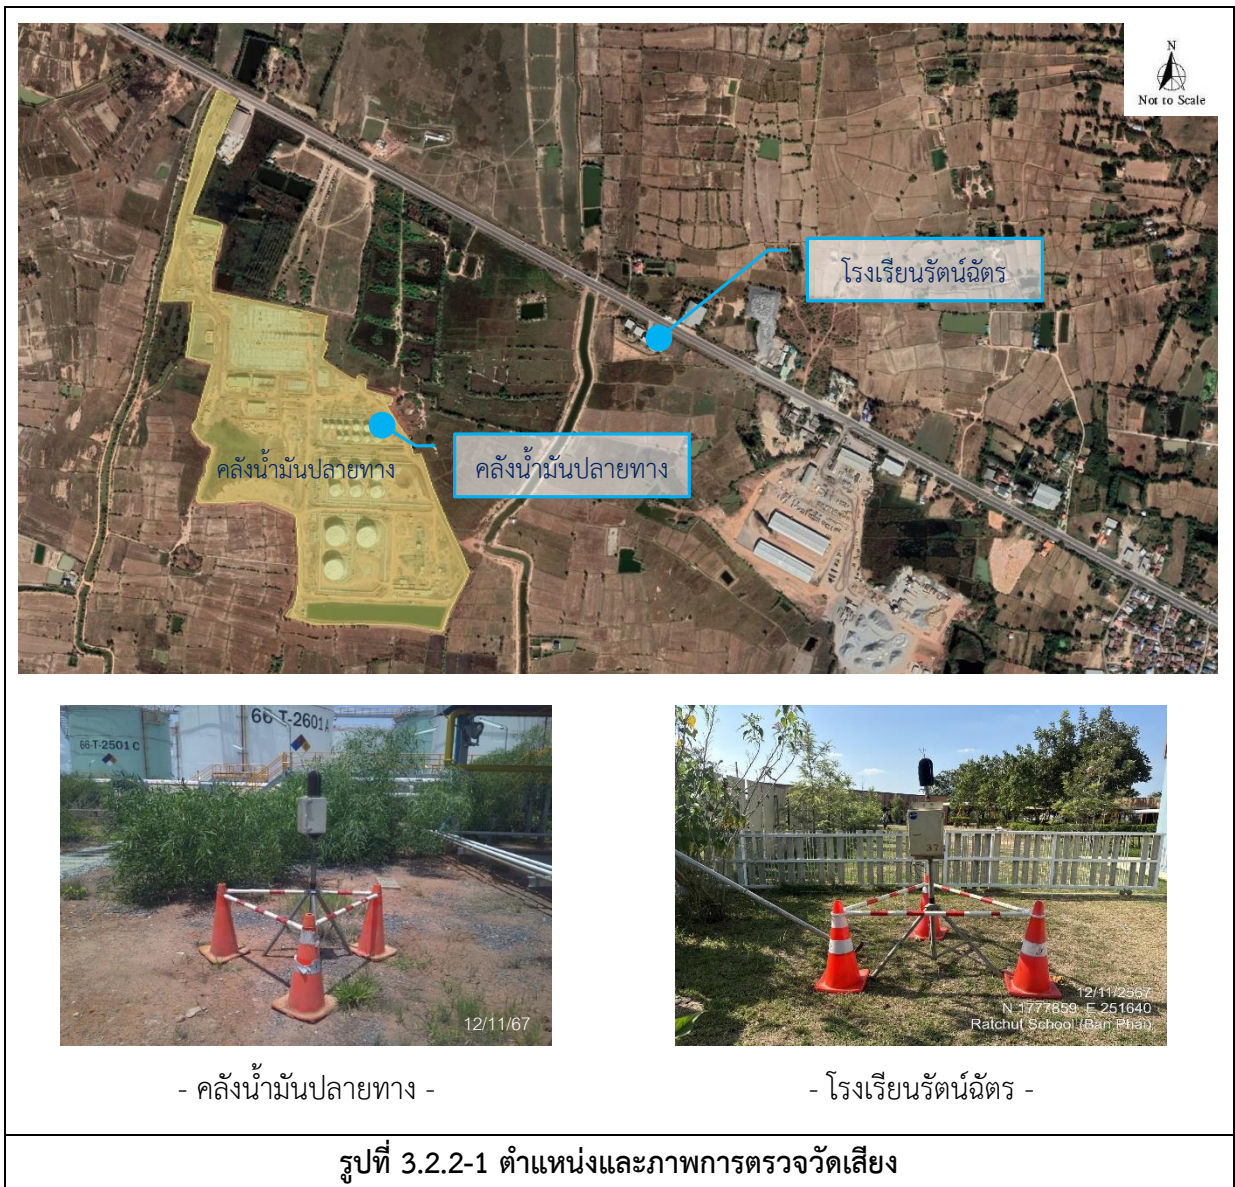 N
Not to Scale
โรงเรียนรัตน์ฉัตร
คลังน้ำมันปลายทาง
คลังน้ำมันปลายทาง
66-T-2501 C
66-T-2601 A
12/11/67
37
12/11/2567
N 1777859 E 251640
Ratchut School (Ban Phai)
- คลังน้ำมันปลายทาง -
- โรงเรียนรัตน์ฉัตร -
รูปที่ 3.2.2-1 ตำแหน่งและภาพการตรวจวัดเสียง